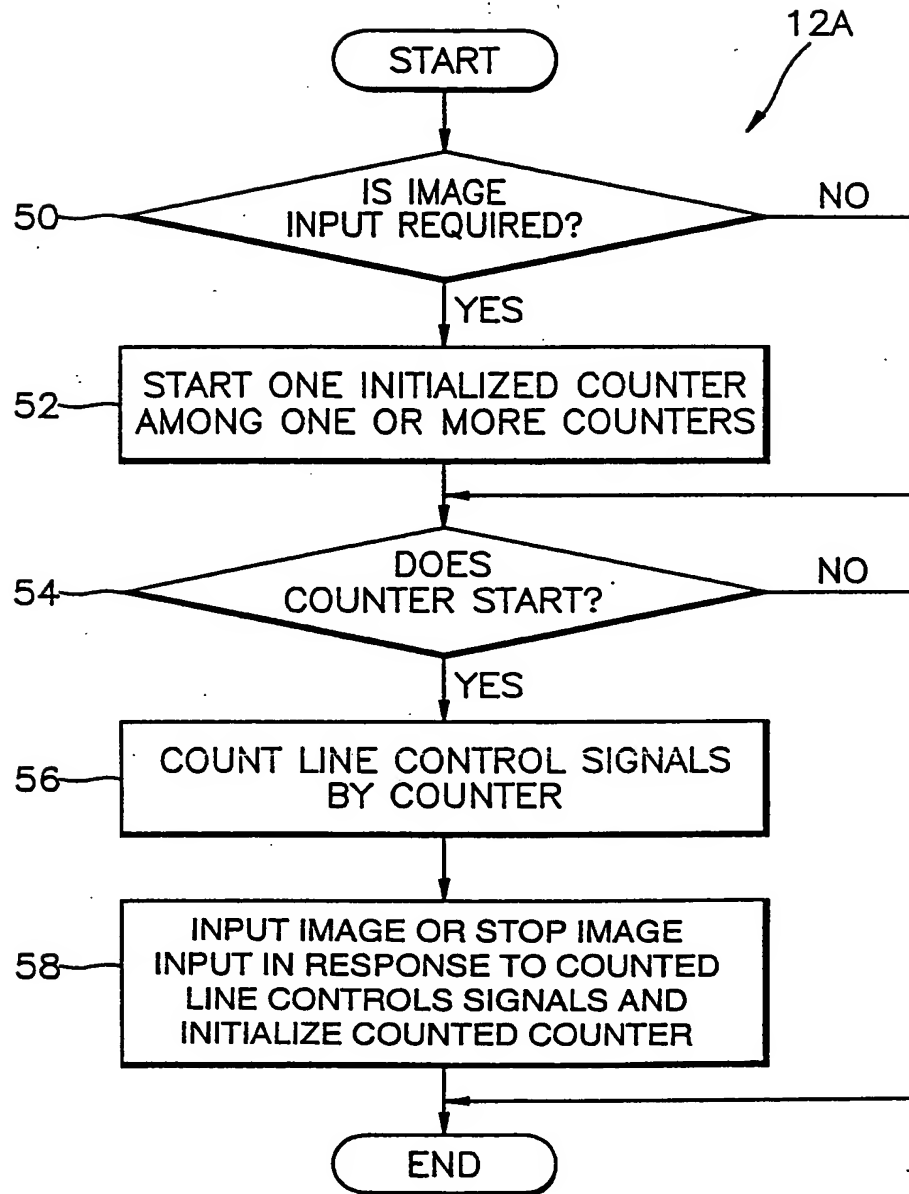 12A
START
50
IS IMAGE
INPUT REQUIRED?
NO
YES
52
START ONE INITIALIZED COUNTER
AMONG ONE OR MORE COUNTERS
54
DOES
COUNTER START?
NO
YES
56
COUNT LINE CONTROL SIGNALS
BY COUNTER
58
INPUT IMAGE OR STOP IMAGE
INPUT IN RESPONSE TO COUNTED
LINE CONTROLS SIGNALS AND
INITIALIZE COUNTED COUNTER
END